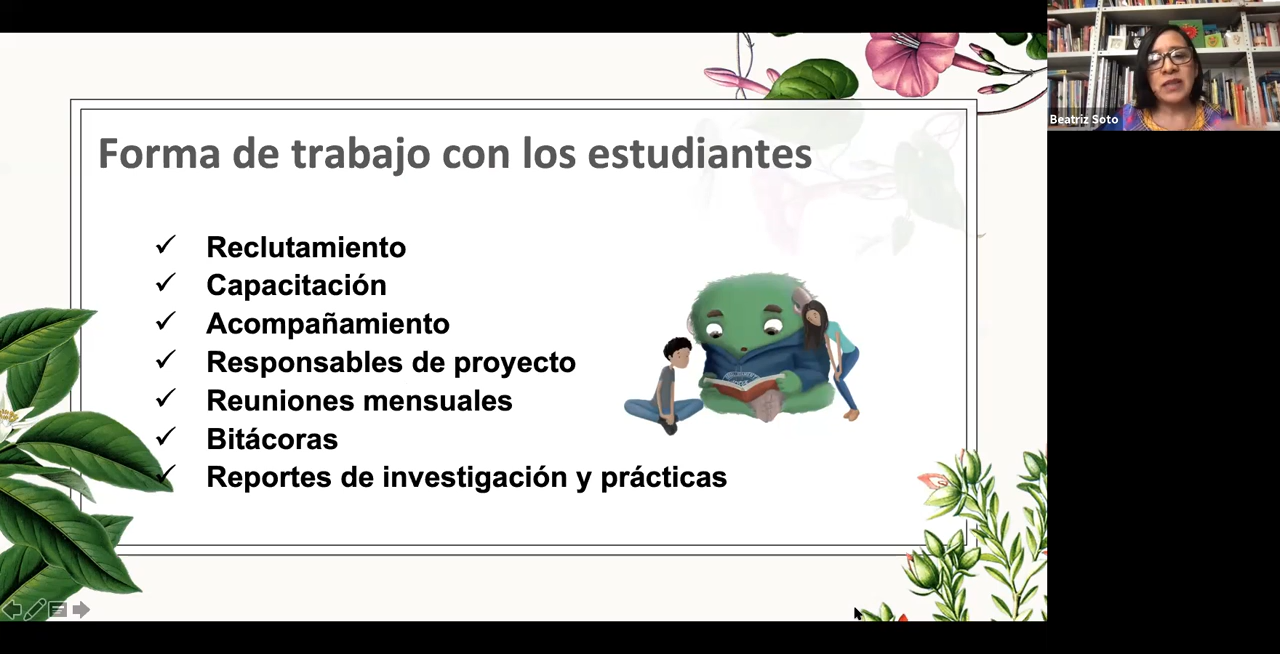 Forma de trabajo con los estudiantes
✓ Reclutamiento
✓ Capacitación
✓ Acompañamiento
✓ Responsables de proyecto
✓ Reuniones mensuales
✓ Bitácoras
✓ Reportes de investigación y prácticas
Beatriz Soto